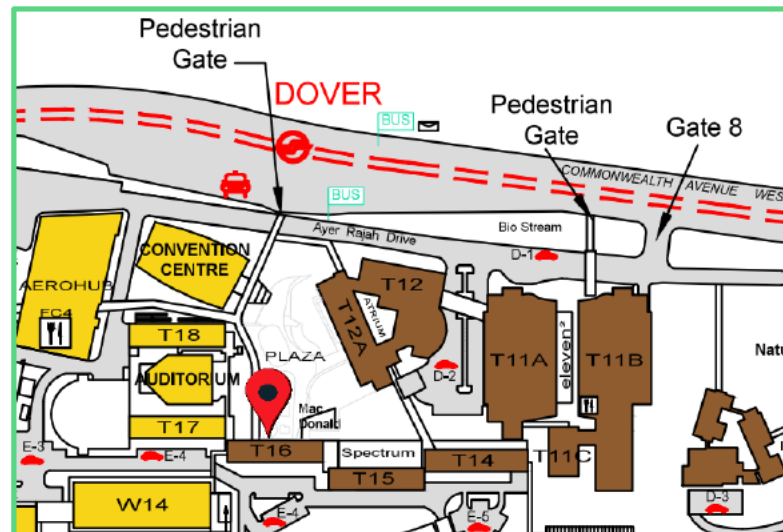 Pedestrian
Gate
DOVER
BUS
Pedestrian
Gate
Gate 8
COMMONWEALTH AVENUE WES
BUS
Ayer Rajah Drive
Bio Stream
D-1
CONVENTION
CENTRE
AEROHUB
FC4
T12
T12A
ATRIUM
T11A
eleven²
T11B
T18
PLAZA
AUDITORIUM
D-2
Natu
Mac
Donald
T17
E-3
E-4
T16
Spectrum
T14
T11C
T15
W14
E-4
E-5
D-3